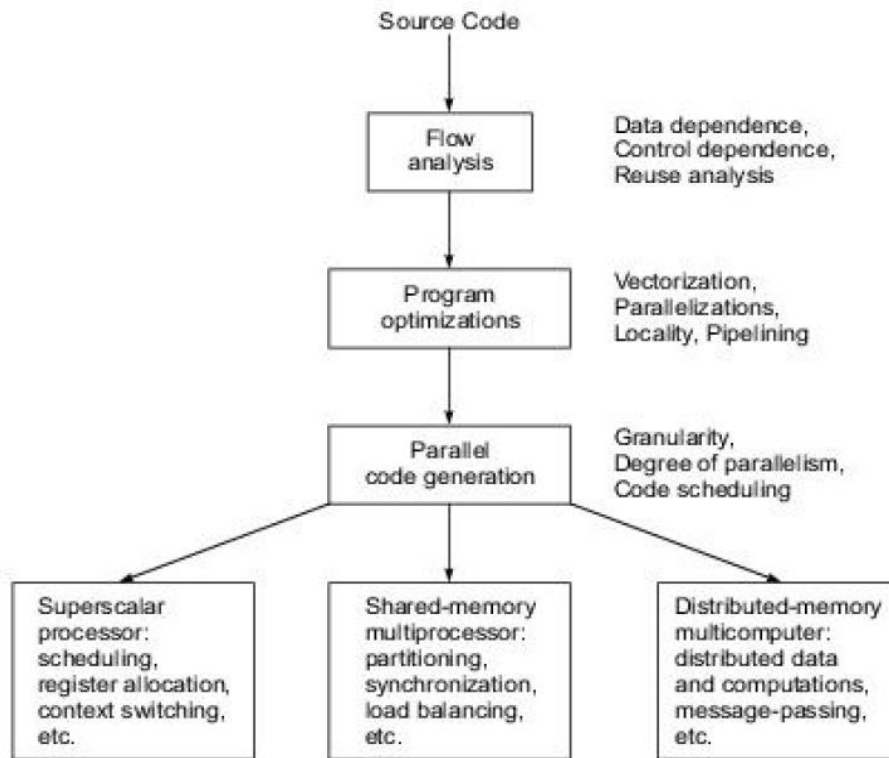 Source Code
Flow
analysis
Data dependence,
Control dependence,
Reuse analysis
Program
optimizations
Vectorization,
Parallelizations,
Locality, Pipelining
Parallel
code generation
Granularity,
Degree of parallelism,
Code scheduling
Superscalar
processor:
scheduling,
register allocation,
context switching,
etc.
Shared-memory
multiprocessor:
partitioning,
synchronization,
load balancing,
etc.
Distributed-memory
multicomputer:
distributed data
and computations,
message-passing,
etc.